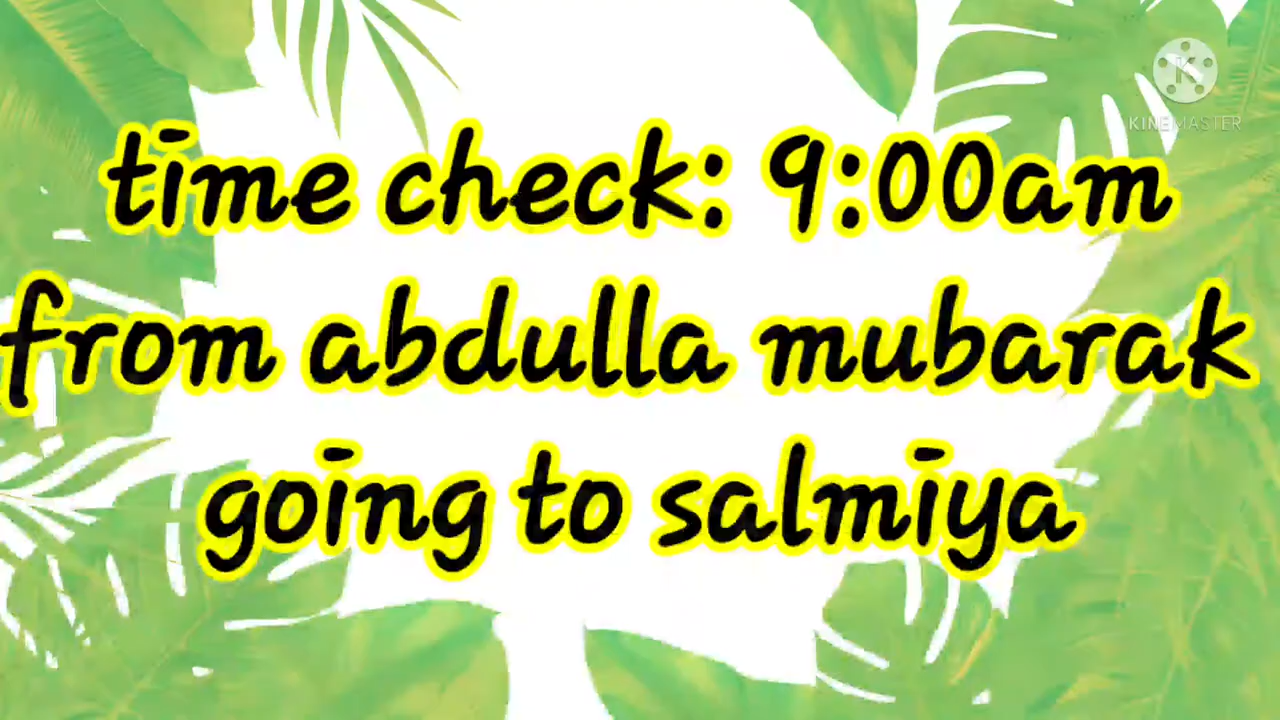 KINEMASTER
time check: 9:00am
from abdulla mubarak
going to salmiya